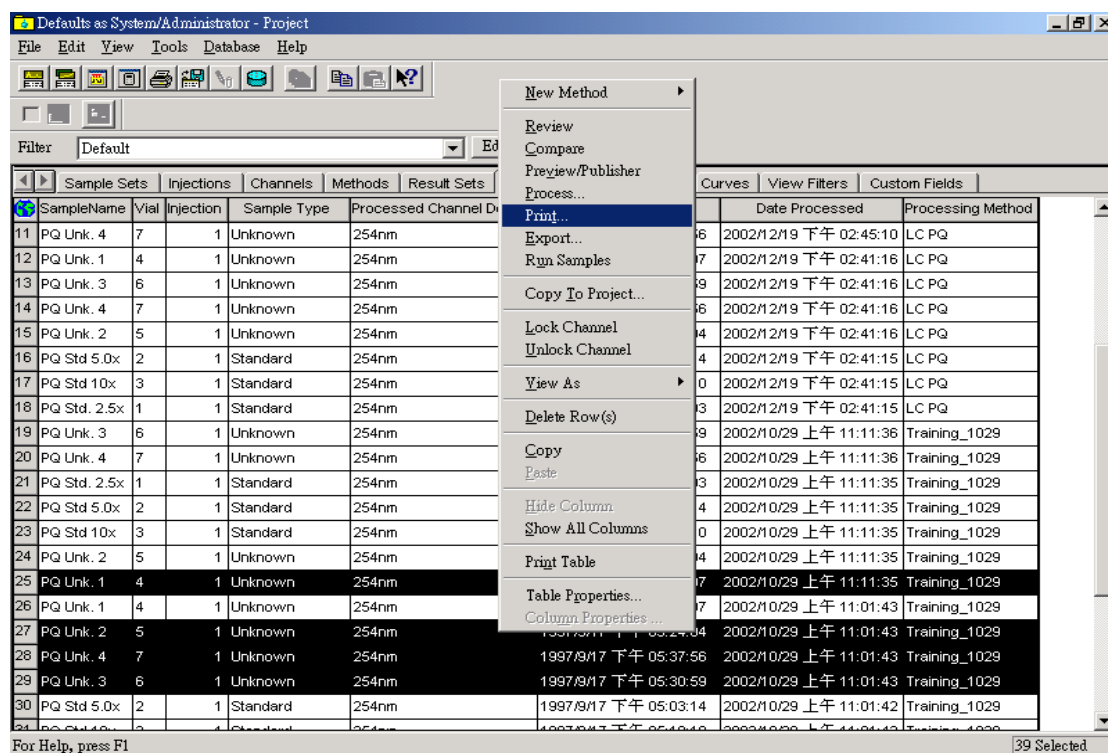 Defaults as System/Administrator - Project
File Edit View Tools Database Help
Filter Default Ed
Sample Sets Injections Channels Methods Result Sets Curves View Filters Custom Fields
SampleName Vial Injection Sample Type Processed Channel D Date Processed Processing Method
11 PQ Unk. 4 7 1 Unknown 254nm 6 2002/12/19 下午 02:45:10 LC PQ
12 PQ Unk. 1 4 1 Unknown 254nm 7 2002/12/19 下午 02:41:16 LC PQ
13 PQ Unk. 3 6 1 Unknown 254nm 9 2002/12/19 下午 02:41:16 LC PQ
14 PQ Unk. 4 7 1 Unknown 254nm 6 2002/12/19 下午 02:41:16 LC PQ
15 PQ Unk. 2 5 1 Unknown 254nm 4 2002/12/19 下午 02:41:16 LC PQ
16 PQ Std 5.0x 2 1 Standard 254nm 4 2002/12/19 下午 02:41:15 LC PQ
17 PQ Std 10x 3 1 Standard 254nm 0 2002/12/19 下午 02:41:15 LC PQ
18 PQ Std. 2.5x 1 1 Standard 254nm 3 2002/12/19 下午 02:41:15 LC PQ
19 PQ Unk. 3 6 1 Unknown 254nm 9 2002/10/29 上午 11:11:36 Training_1029
20 PQ Unk. 4 7 1 Unknown 254nm 6 2002/10/29 上午 11:11:36 Training_1029
21 PQ Std. 2.5x 1 1 Standard 254nm 3 2002/10/29 上午 11:11:35 Training_1029
22 PQ Std 5.0x 2 1 Standard 254nm 4 2002/10/29 上午 11:11:35 Training_1029
23 PQ Std 10x 3 1 Standard 254nm 0 2002/10/29 上午 11:11:35 Training_1029
24 PQ Unk. 2 5 1 Unknown 254nm 4 2002/10/29 上午 11:11:35 Training_1029
25 PQ Unk. 1 4 1 Unknown 254nm 7 2002/10/29 上午 11:11:35 Training_1029
26 PQ Unk. 1 4 1 Unknown 254nm 7 2002/10/29 上午 11:01:43 Training_1029
27 PQ Unk. 2 5 1 Unknown 254nm 2002/10/29 上午 11:01:43 Training_1029
28 PQ Unk. 4 7 1 Unknown 254nm 1997/9/17 下午 05:37:56 2002/10/29 上午 11:01:43 Training_1029
29 PQ Unk. 3 6 1 Unknown 254nm 1997/9/17 下午 05:30:59 2002/10/29 上午 11:01:43 Training_1029
30 PQ Std 5.0x 2 1 Standard 254nm 1997/9/17 下午 05:03:14 2002/10/29 上午 11:01:42 Training_1029
New Method
Review
Compare
Preview/Publisher
Process...
Print...
Export...
Run Samples
Copy To Project...
Lock Channel
Unlock Channel
View As
Delete Row(s)
Copy
Paste
Hide Column
Show All Columns
Print Table
Table Properties...
Column Properties ...
For Help, press F1
39 Selected